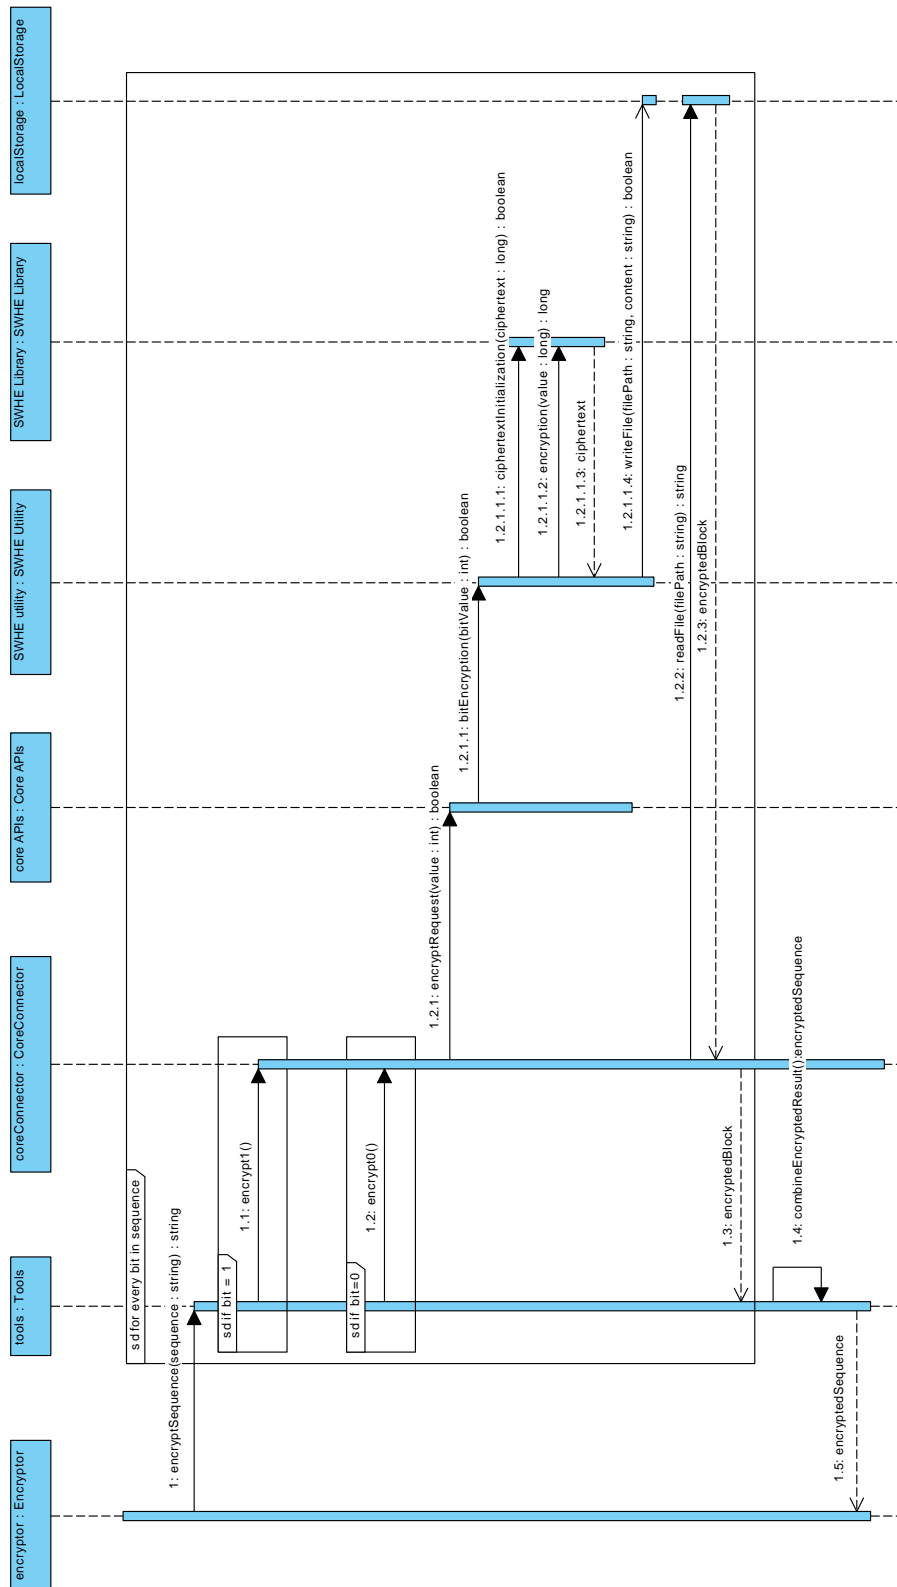 encryptor : Encryptor
tools : Tools
coreConnector : CoreConnector
core APIs : Core APIs
SWHE utility : SWHE Utility
SWHE Library : SWHE Library
localStorage : LocalStorage
sd for every bit in sequence
1: encryptSequence(sequence : string) : string
sd if bit = 1
1.1: encrypt1()
sd if bit=0
1.2: encrypt0()
1.2.1: encryptRequest(value : int) : boolean
1.2.1.1: bitEncryption(bitValue : int) : boolean
1.2.1.1.1: ciphertextInitialization(ciphertext : long) : boolean
1.2.1.1.2: encryption(value : long) : long
1.2.1.1.3: ciphertext
1.2.1.1.4: writeFile(filePath : string, content : string) : boolean
1.2.2: readFile(filePath : string) : string
1.2.3: encryptedBlock
1.3: encryptedBlock
1.4: combineEncryptedResult():encryptedSequence
1.5: encryptedSequence